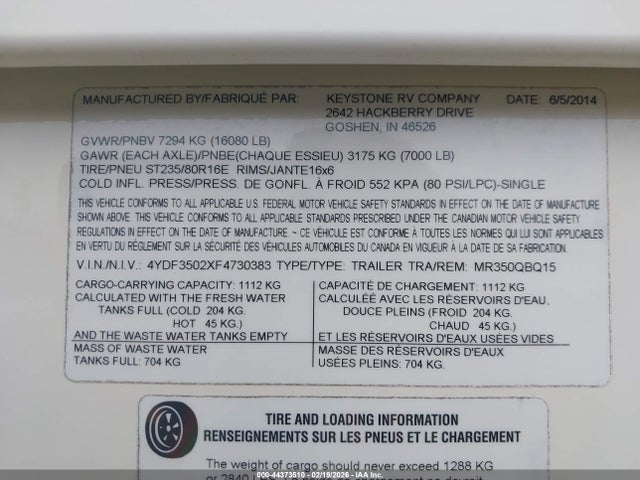 MANUFACTURED BY/FABRIQUÉ PAR: KEYSTONE RV COMPANY DATE: 6/5/2014
2642 HACKBERRY DRIVE
GOSHEN, IN 46526
GVWR/PNBV 7294 KG (16080 LB)
GAWR (EACH AXLE)/PNBE(CHAQUE ESSIEU) 3175 KG (7000 LB)
TIRE/PNEU ST235/80R16E RIMS/JANTE16x6
COLD INFL. PRESS/PRESS. DE GONFL. À FROID 552 KPA (80 PSI/LPC)-SINGLE
THIS VEHICLE CONFORMS TO ALL APPLICABLE U.S. FEDERAL MOTOR VEHICLE SAFETY STANDARDS IN EFFECT ON THE DATE OF MANUFACTURE
SHOWN ABOVE. THIS VEHICLE CONFORMS TO ALL APPLICABLE STANDARDS PRESCRIBED UNDER THE CANADIAN MOTOR VEHICLE SAFETY
REGULATIONS IN EFFECT ON THE DATE OF MANUFACTURE. ~ CE VÉHICULE EST CONFORME À TOUTES LES NORMES QUI LUI SONT APPLICABLES
EN VERTU DU RÉGLEMENT SUR LA SÉCURITÉ DES VÉHICULES AUTOMOBILES DU CANADA EN VIGUEUR À LA DATE DE SA FABRICATION.
V.I.N./N.I.V.: 4YDF3502XF4730383 TYPE/TYPE: TRAILER TRA/REM: MR350QBQ15
CARGO-CARRYING CAPACITY: 1112 KG
CALCULATED WITH THE FRESH WATER
TANKS FULL (COLD 204 KG.
HOT 45 KG.)
AND THE WASTE WATER TANKS EMPTY
MASS OF WASTE WATER
TANKS FULL: 704 KG
CAPACITÉ DE CHARGEMENT: 1112 KG
CALCULÉE AVEC LES RÉSERVOIRS D'EAU.
DOUCE PLEINS (FROID 204 KG.
CHAUD 45 KG.)
ET LES RÉSERVOIRS D'EAUX USÉES VIDES
MASSE DES RÉSERVOIRS D'EAUX
USÉES PLEINS: 704 KG.
TIRE AND LOADING INFORMATION
RENSEIGNEMENTS SUR LES PNEUS ET LE CHARGEMENT
The weight of cargo should never exceed 1288 KG
or 2840
000-44373510 - 02/19/2026 - IAA Inc.